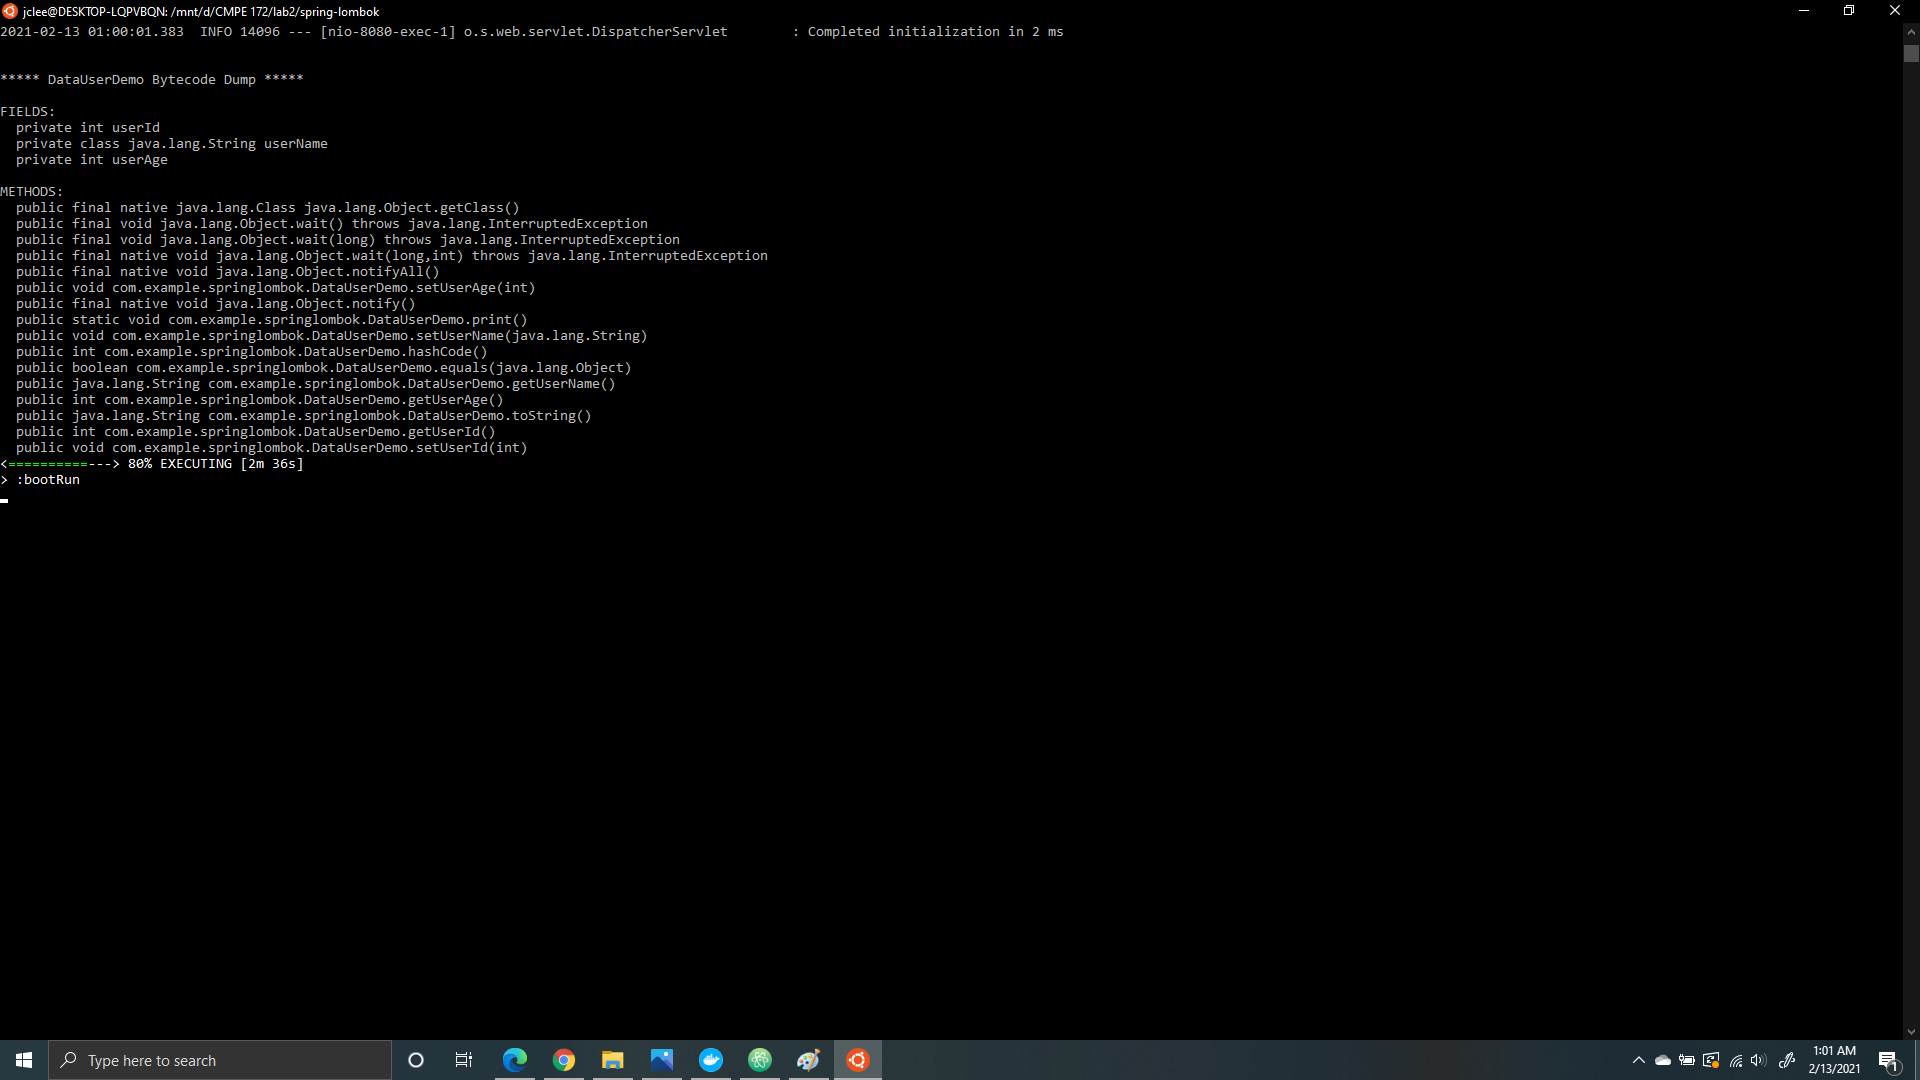 jclee@DESKTOP-LQPVBQN: /mnt/d/CMPE 172/lab2/spring-lombok
2021-02-13 01:00:01.383  INFO 14096 --- [nio-8080-exec-1] o.s.web.servlet.DispatcherServlet        : Completed initialization in 2 ms
***** DataUserDemo Bytecode Dump *****
FIELDS:
  private int userId
  private class java.lang.String userName
  private int userAge
METHODS:
  public final native java.lang.Class java.lang.Object.getClass()
  public final void java.lang.Object.wait() throws java.lang.InterruptedException
  public final void java.lang.Object.wait(long) throws java.lang.InterruptedException
  public final native void java.lang.Object.wait(long,int) throws java.lang.InterruptedException
  public final native void java.lang.Object.notifyAll()
  public void com.example.springlombok.DataUserDemo.setUserAge(int)
  public final native void java.lang.Object.notify()
  public static void com.example.springlombok.DataUserDemo.print()
  public void com.example.springlombok.DataUserDemo.setUserName(java.lang.String)
  public int com.example.springlombok.DataUserDemo.hashCode()
  public boolean com.example.springlombok.DataUserDemo.equals(java.lang.Object)
  public java.lang.String com.example.springlombok.DataUserDemo.getUserName()
  public int com.example.springlombok.DataUserDemo.getUserAge()
  public java.lang.String com.example.springlombok.DataUserDemo.toString()
  public int com.example.springlombok.DataUserDemo.getUserId()
  public void com.example.springlombok.DataUserDemo.setUserId(int)
<==========---> 80% EXECUTING [2m 36s]
> :bootRun
Type here to search
1:01 AM
2/13/2021
1